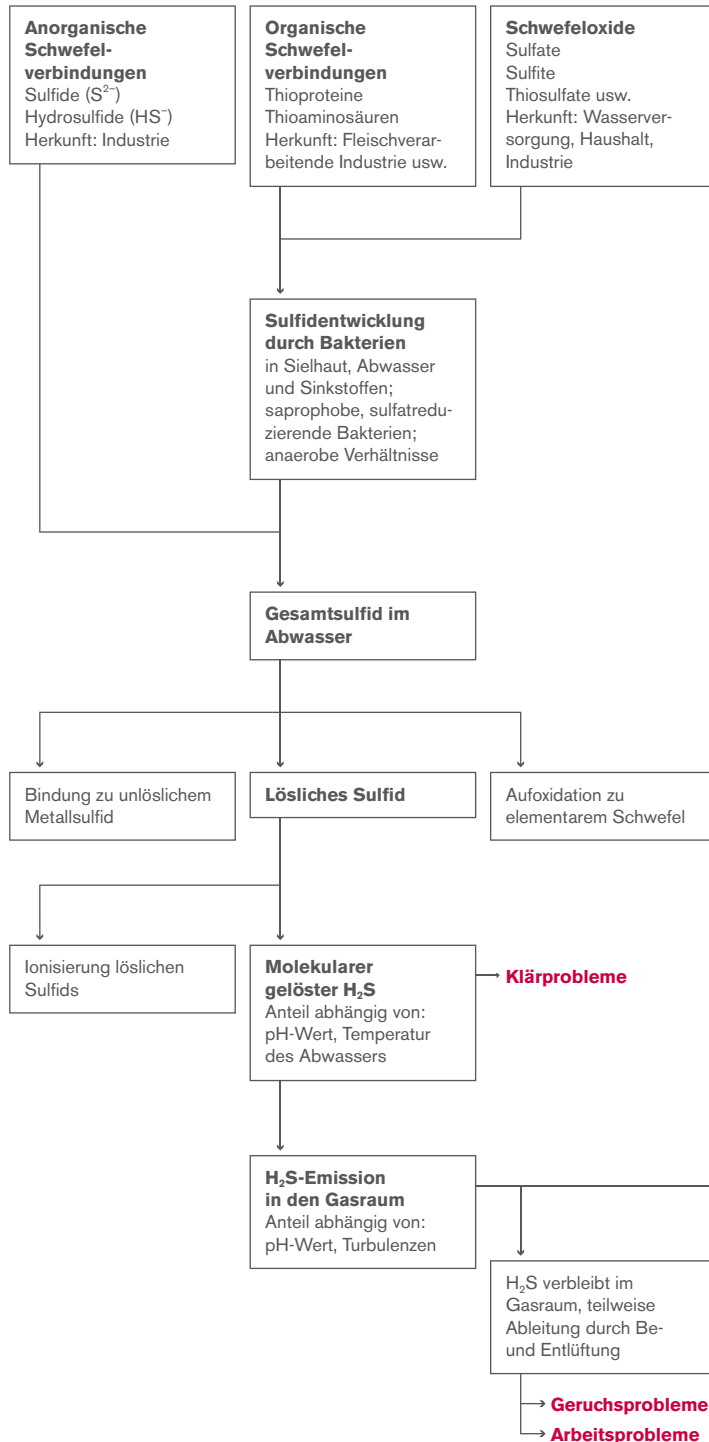 Anorganische
Schwefel-
verbindungen
Sulfide (S²⁻)
Hydrosulfide (HS⁻)
Herkunft: Industrie
Organische
Schwefel-
verbindungen
Thioproteine
Thioaminosäuren
Herkunft: Fleischverar-
beitende Industrie usw.
Schwefeloxide
Sulfate
Sulfite
Thiosulfate usw.
Herkunft: Wasserver-
sorgung, Haushalt,
Industrie
Sulfidentwicklung
durch Bakterien
in Sielhaut, Abwasser
und Sinkstoffen;
saprophobe, sulfatredu-
zierende Bakterien;
anaerobe Verhältnisse
Gesamtsulfid im
Abwasser
Bindung zu unlöslichem
Metallsulfid
Lösliches Sulfid
Aufoxidation zu
elementarem Schwefel
Ionisierung löslichen
Sulfids
Molekularer
gelöster H₂S
Anteil abhängig von:
pH-Wert, Temperatur
des Abwassers
Klärprobleme
H₂S-Emission
in den Gasraum
Anteil abhängig von:
pH-Wert, Turbulenzen
H₂S verbleibt im
Gasraum, teilweise
Ableitung durch Be-
und Entlüftung
Geruchsprobleme
Arbeitsprobleme